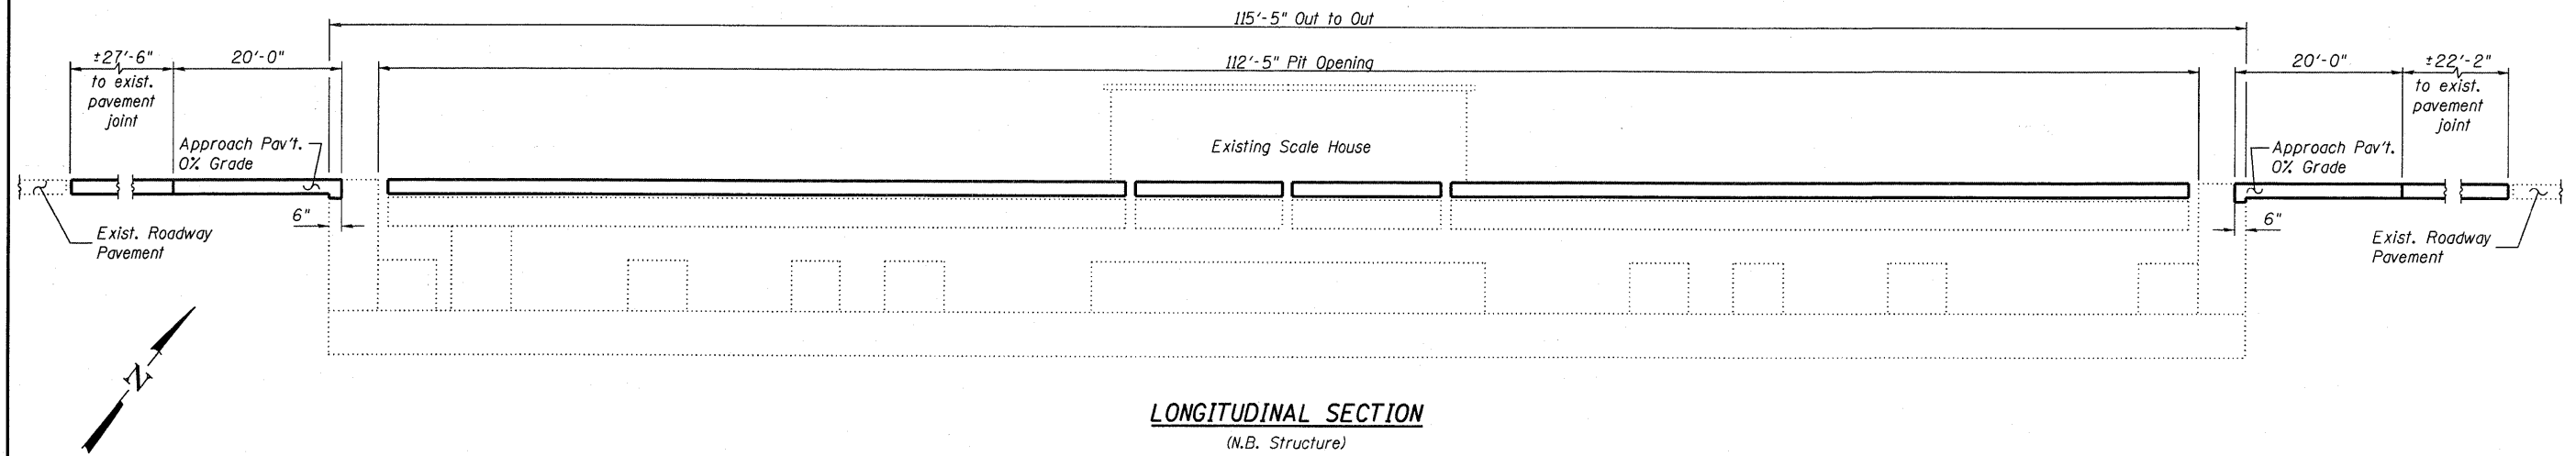 115'-5" Out to Out
±27'-6"
to exist.
pavement
joint
20'-0"
112'-5" Pit Opening
20'-0"
±22'-2"
to exist.
pavement
joint
Approach Pav't.
0% Grade
Existing Scale House
Approach Pav't.
0% Grade
6"
Exist. Roadway
Pavement
6"
Exist. Roadway
Pavement
N
LONGITUDINAL SECTION
(N.B. Structure)